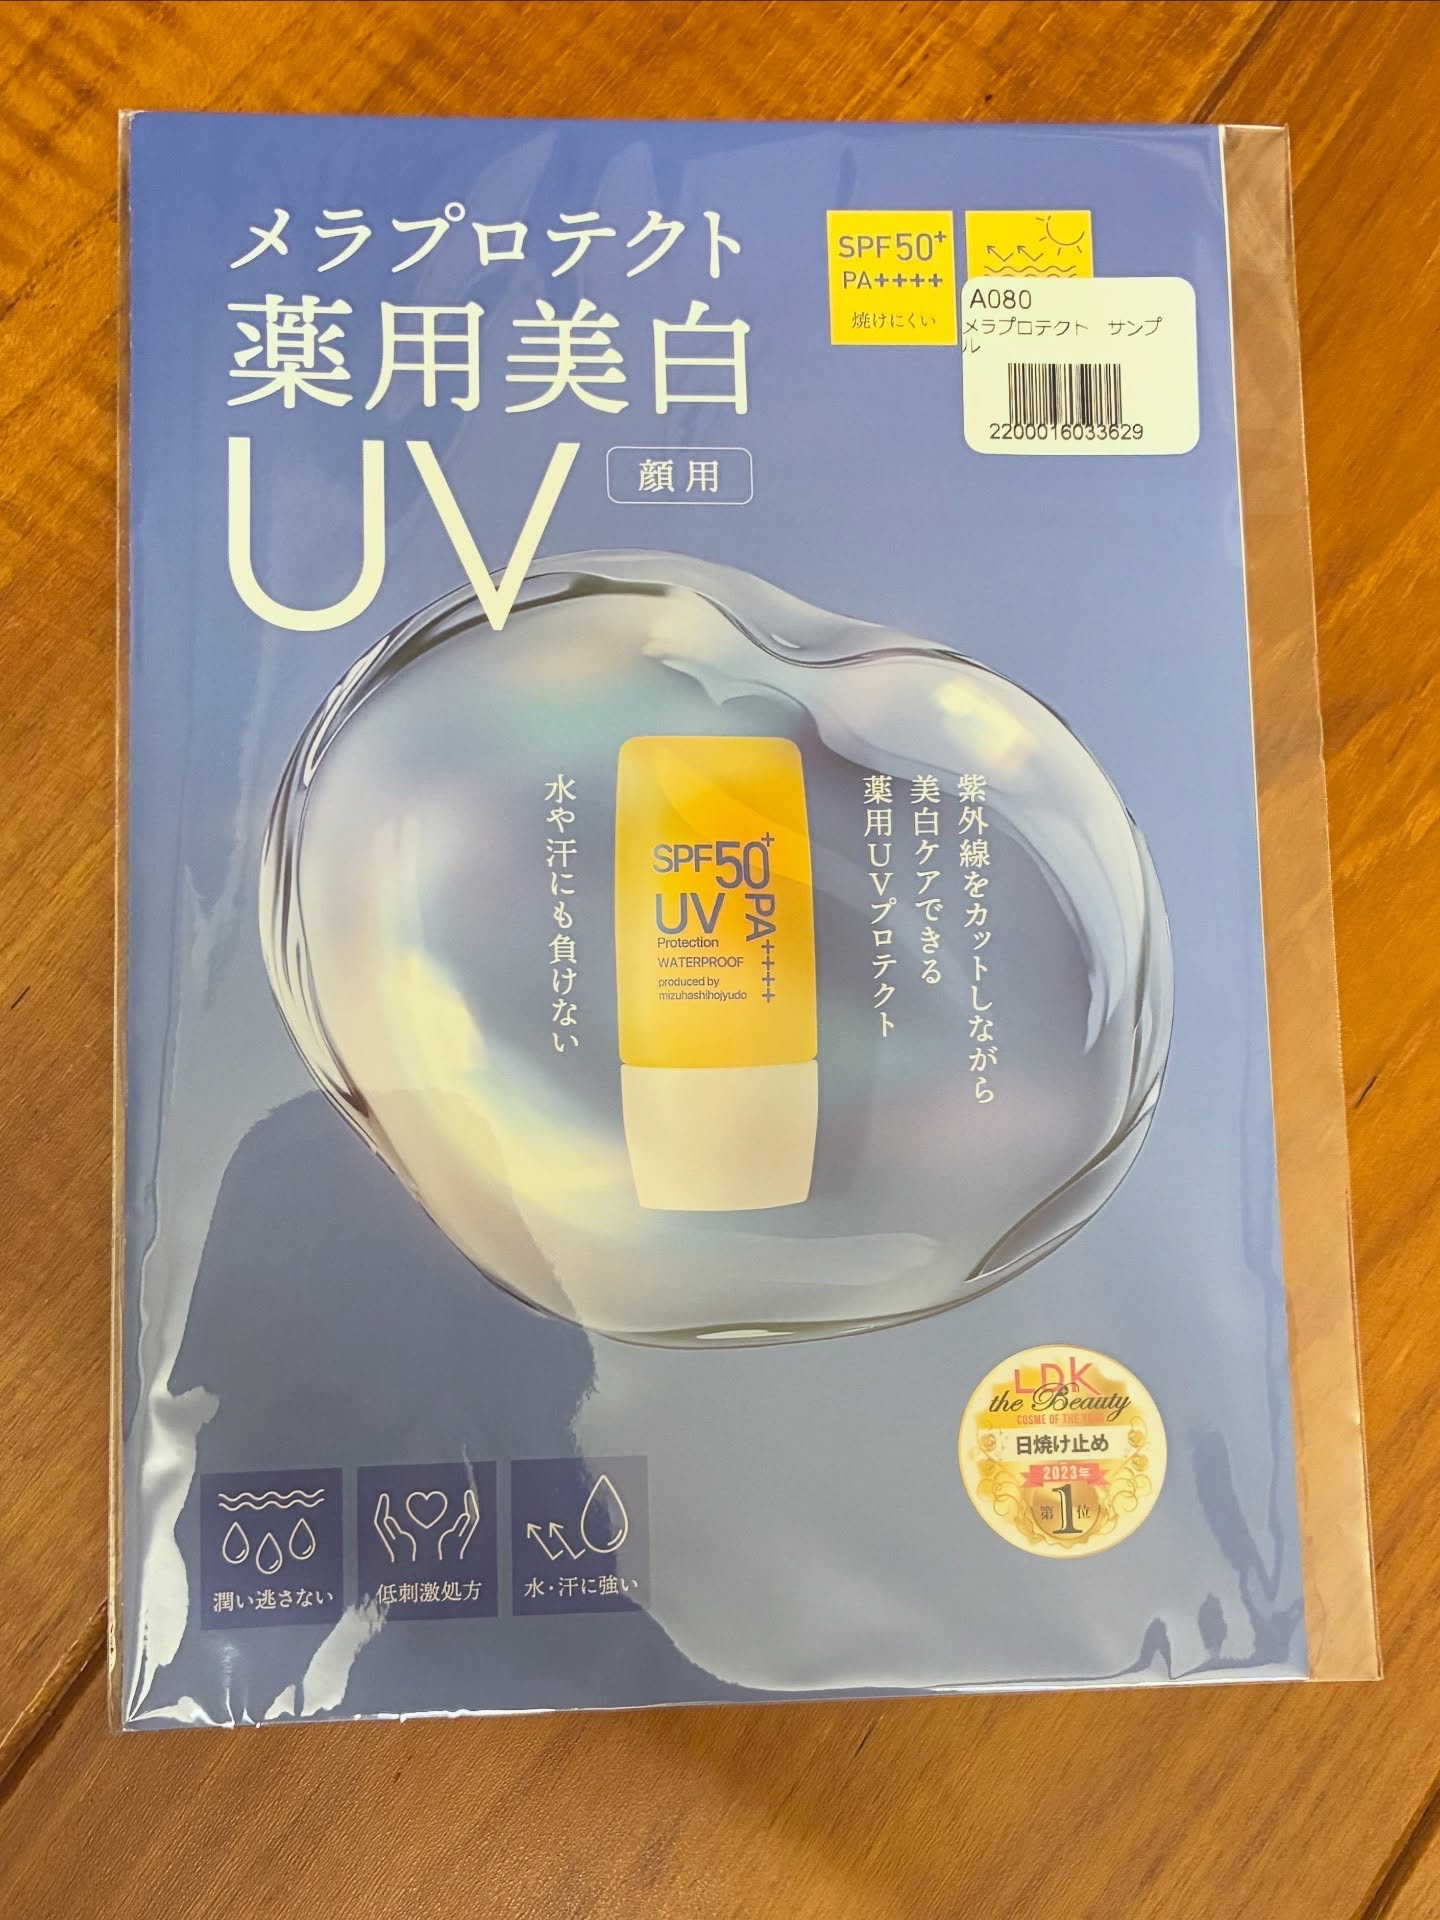 メラプロテクト
薬用美白
UV
顔用
SPF50+
PA++++
焼けにくい
A080
メラプロテクト サンプ
ル
2200016033629
紫外線をカットしながら
美白ケアできる
薬用UVプロテクト
水や汗にも負けない
SPF50+
PA++++
UV
Protection
WATERPROOF
produced by
mizuhashihojyudo
LDK
the Beauty
COSME OF THE YEAR
日焼け止め
2023年
第1位
潤い逃さない
低刺激処方
水・汗に強い